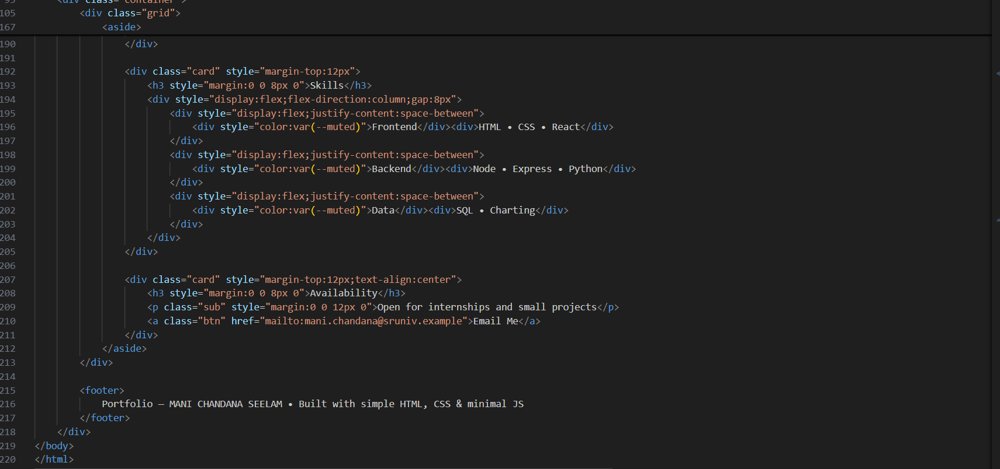 95 <div class="container">
105 <div class="grid">
167 <aside>
190 </div>
191
192 <div class="card" style="margin-top:12px">
193 <h3 style="margin:0 0 8px 0">Skills</h3>
194 <div style="display:flex;flex-direction:column;gap:8px">
195 <div style="display:flex;justify-content:space-between">
196 <div style="color:var(--muted)">Frontend</div><div>HTML • CSS • React</div>
197 </div>
198 <div style="display:flex;justify-content:space-between">
199 <div style="color:var(--muted)">Backend</div><div>Node • Express • Python</div>
200 </div>
201 <div style="display:flex;justify-content:space-between">
202 <div style="color:var(--muted)">Data</div><div>SQL • Charting</div>
203 </div>
204 </div>
205 </div>
206
207 <div class="card" style="margin-top:12px;text-align:center">
208 <h3 style="margin:0 0 8px 0">Availability</h3>
209 <p class="sub" style="margin:0 0 12px 0">Open for internships and small projects</p>
210 <a class="btn" href="mailto:mani.chandana@sruniv.example">Email Me</a>
211 </div>
212 </aside>
213 </div>
214
215 <footer>
216 Portfolio — MANI CHANDANA SEELAM • Built with simple HTML, CSS & minimal JS
217 </footer>
218 </div>
219 </body>
220 </html>